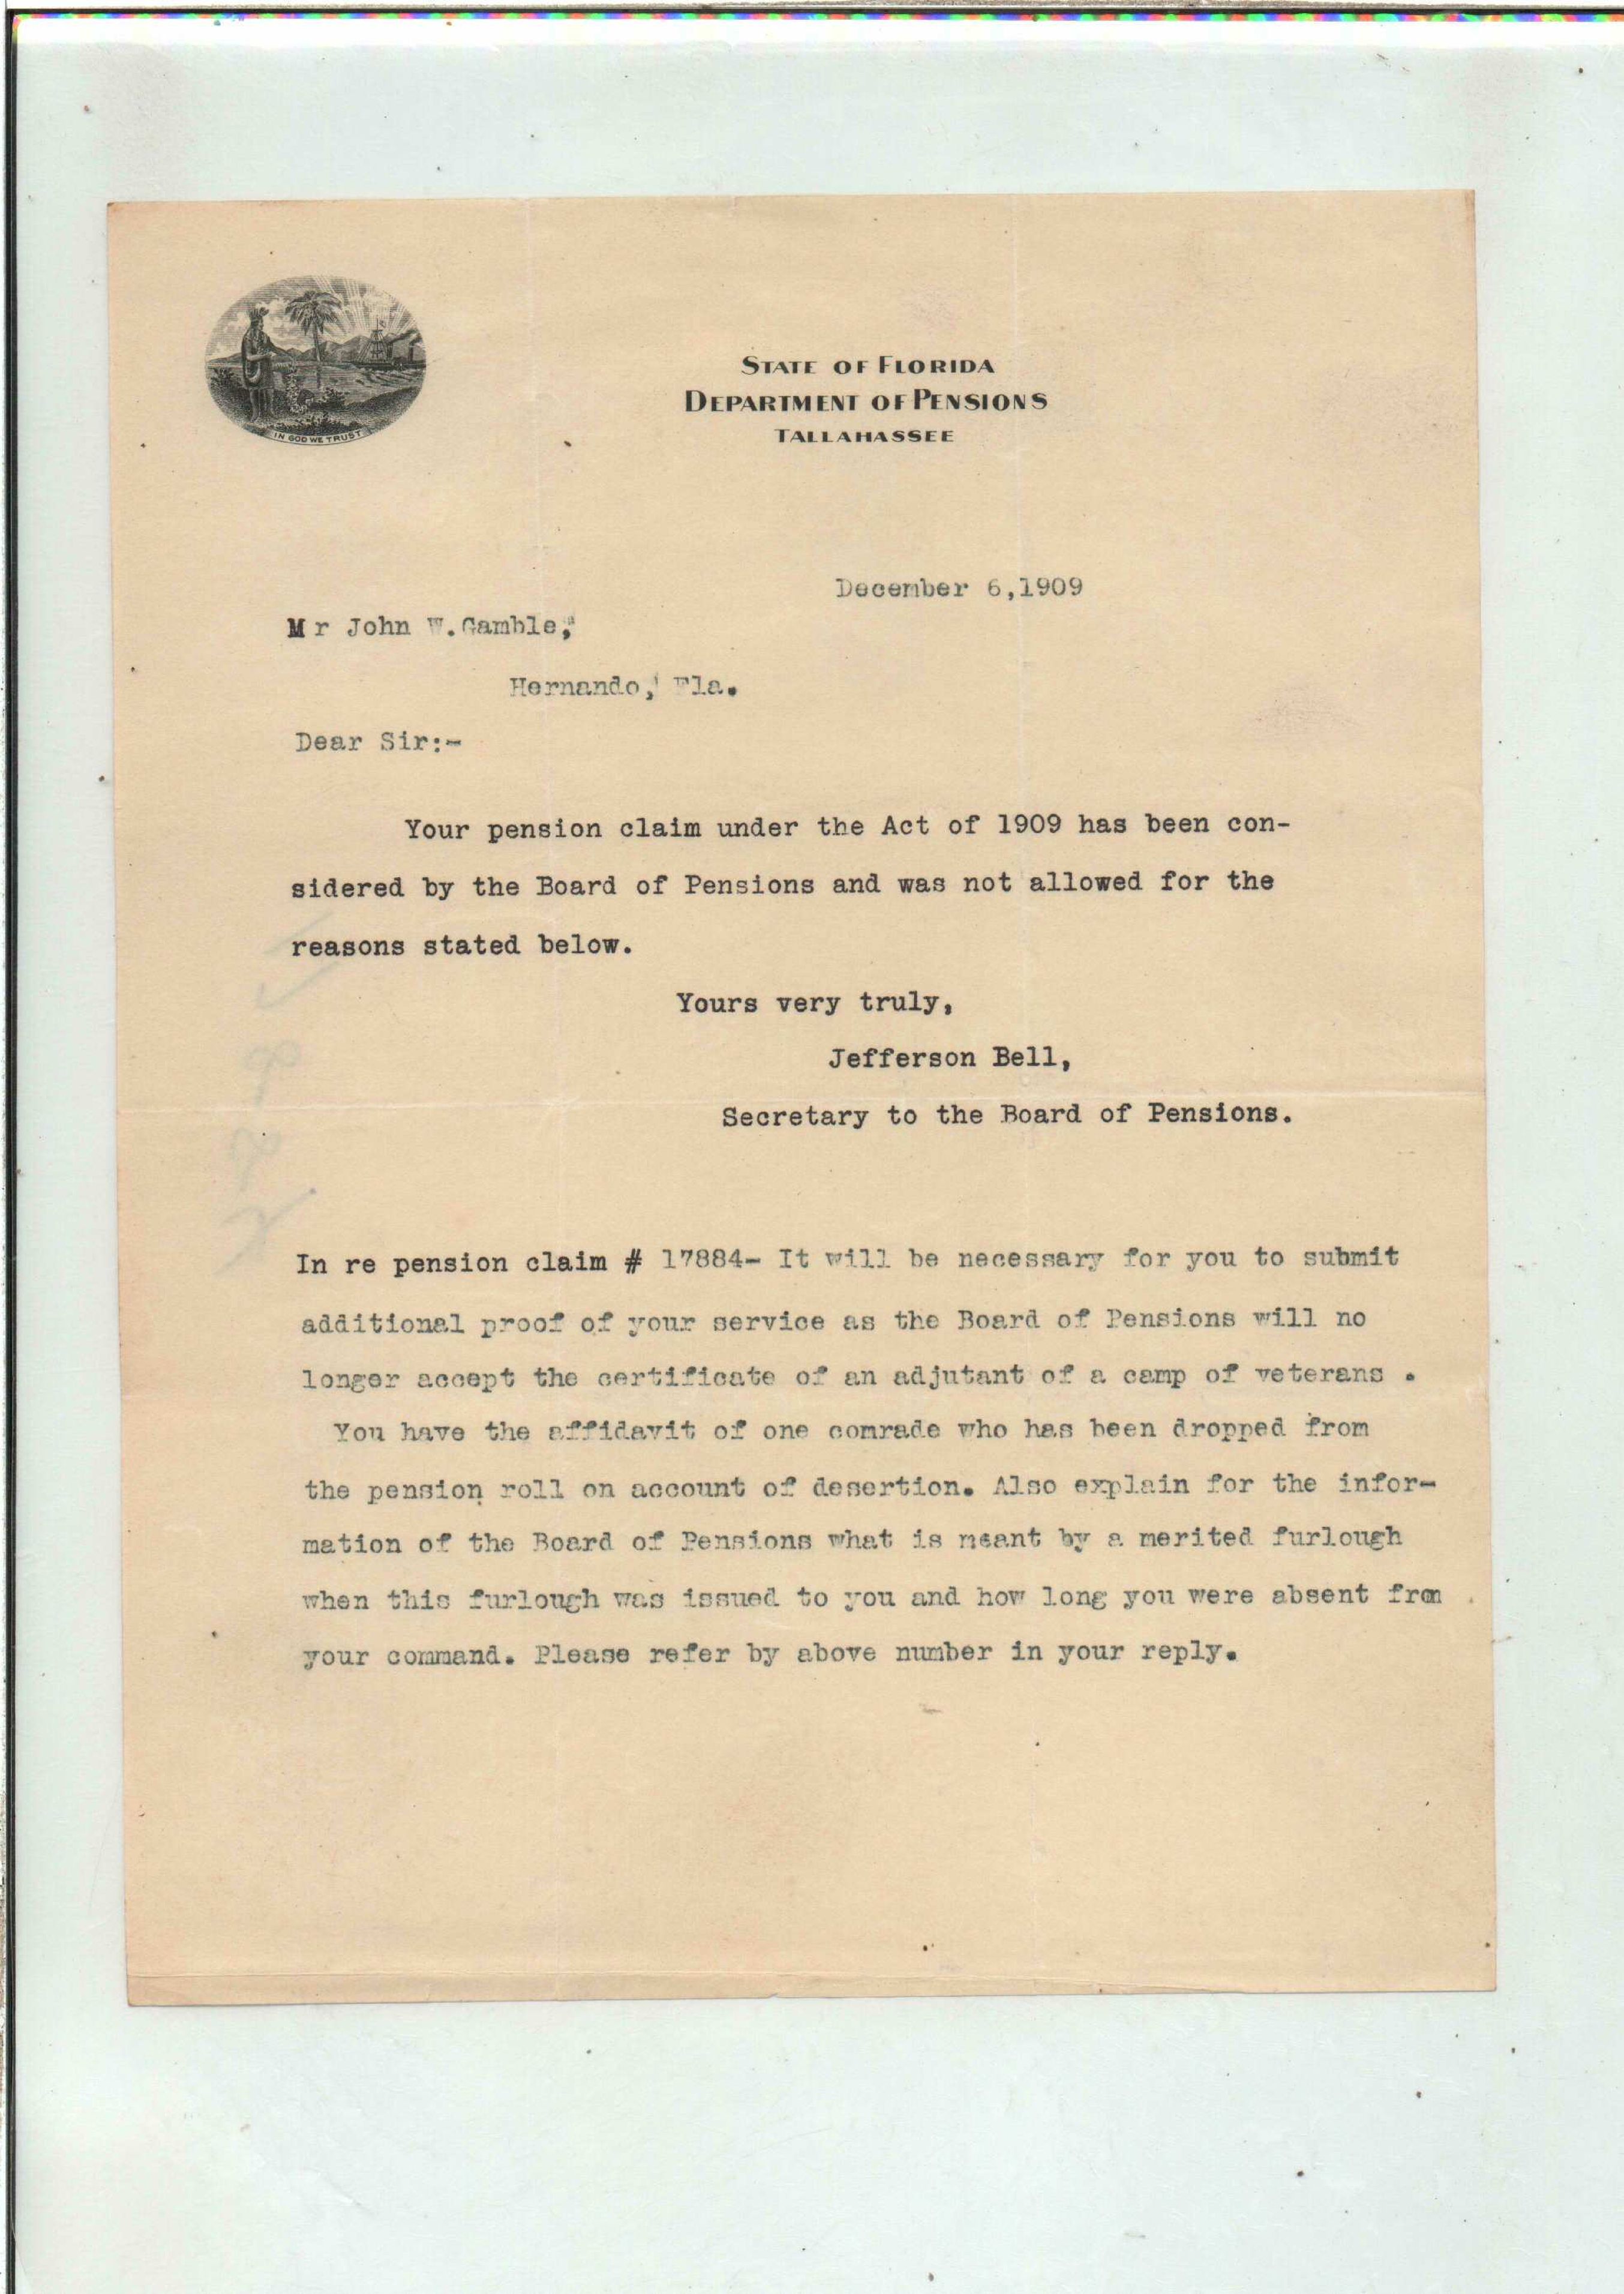 IN GOD WE TRUST
STATE OF FLORIDA
DEPARTMENT OF PENSIONS
TALLAHASSEE
December 6,1909
Mr John W.Gamble,
Hernando, Fla.
Dear Sir:-
Your pension claim under the Act of 1909 has been con-
sidered by the Board of Pensions and was not allowed for the
reasons stated below.
Yours very truly,
Jefferson Bell,
Secretary to the Board of Pensions.
In re pension claim # 17884- It will be necessary for you to submit
additional proof of your service as the Board of Pensions will no
longer accept the certificate of an adjutant of a camp of veterans .
You have the affidavit of one comrade who has been dropped from
the pension roll on account of desertion. Also explain for the infor-
mation of the Board of Pensions what is meant by a merited furlough
when this furlough was issued to you and how long you were absent from
your command. Please refer by above number in your reply.